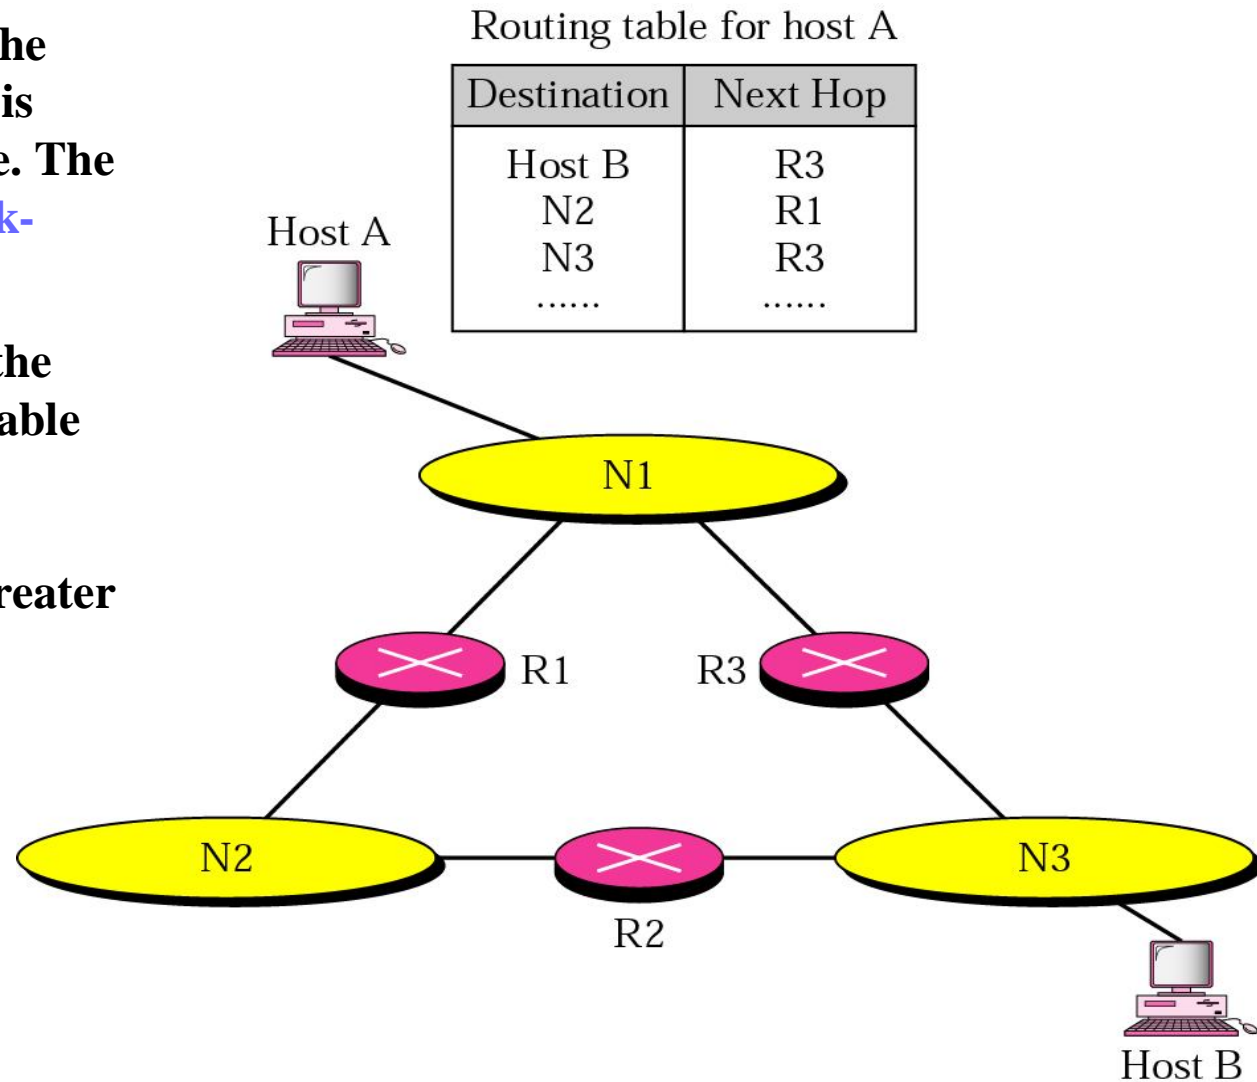 he
is
e. The
k-
the
able
reater
Routing table for host A
Destination Next Hop
Host B R3
N2 R1
N3 R3
...... ......
Host A
N1
R1 R3
N2 N3
R2
Host B